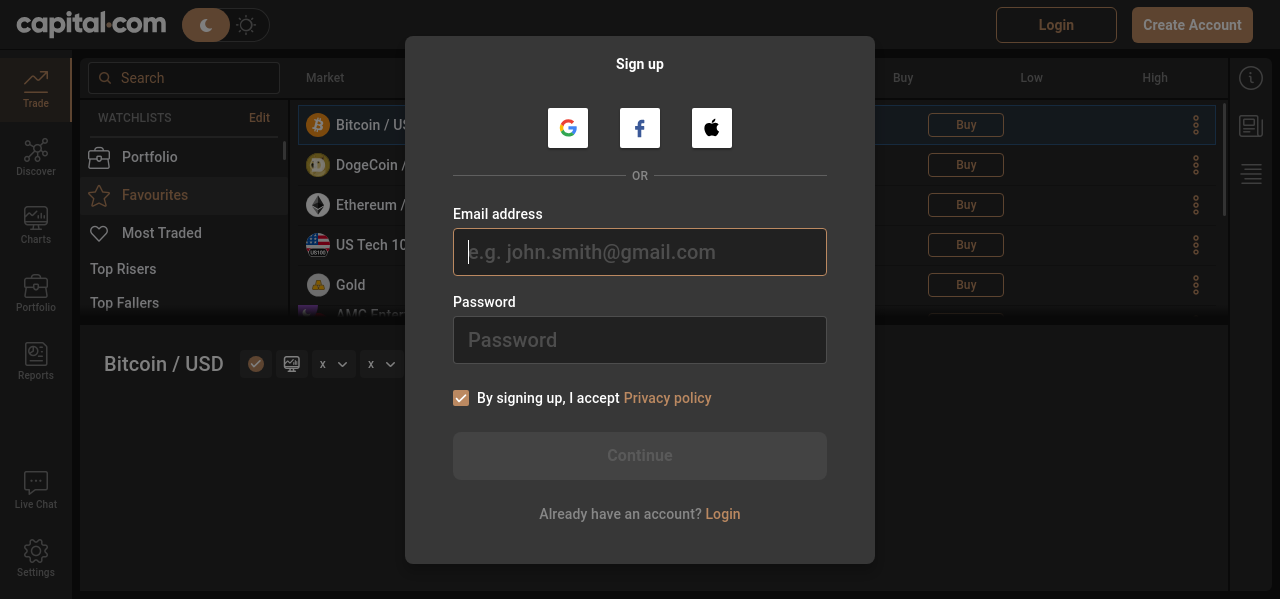 capital.com
Login
Create Account
Sign up
Search
Market
Buy
Low
High
Trade
WATCHLISTS
Edit
Bitcoin / US
Buy
Portfolio
DogeCoin /
Buy
Discover
OR
Favourites
Ethereum /
Buy
Email address
Most Traded
US Tech 10
Buy
Charts
e.g. john.smith@gmail.com
Top Risers
Gold
Buy
Portfolio
Password
Top Fallers
Password
Bitcoin / USD
x
x
Reports
By signing up, I accept Privacy policy
Continue
Live Chat
Already have an account? Login
Settings